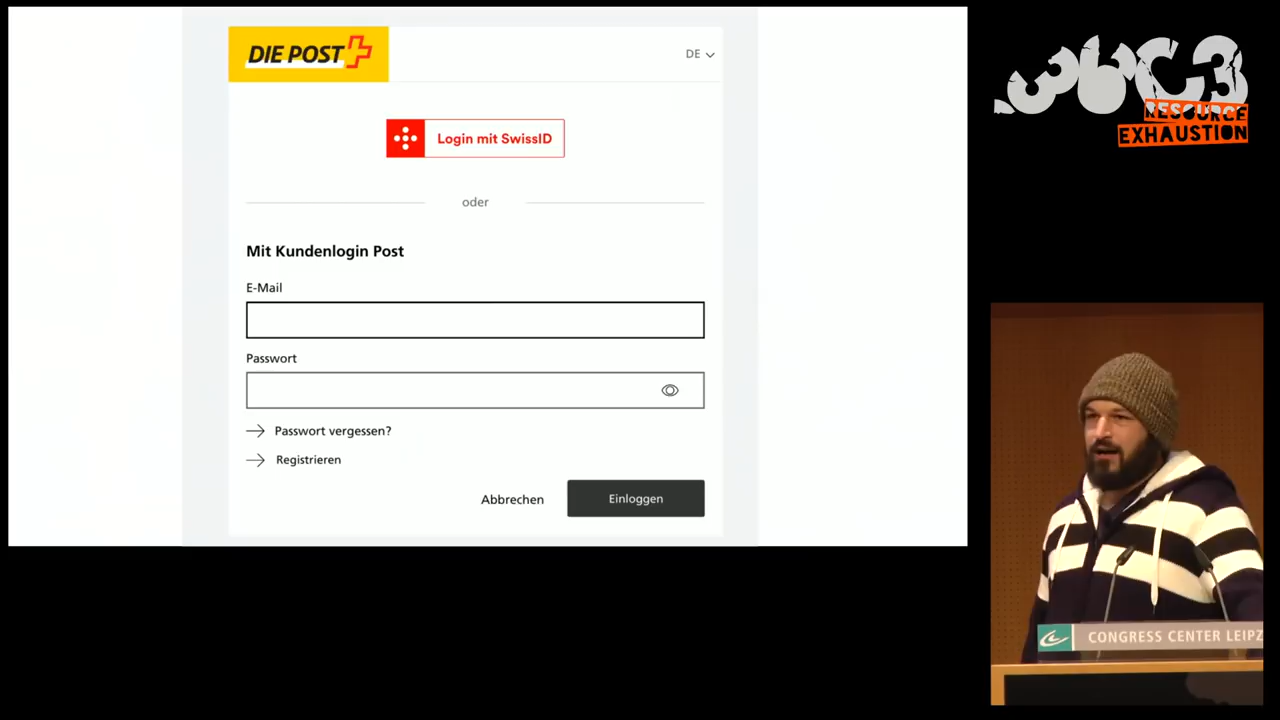 DIE POST
DE
Login mit SwissID
oder
Mit Kundenlogin Post
E-Mail
Passwort
Passwort vergessen?
Registrieren
Abbrechen
Einloggen
36C3
RESOURCE
EXHAUSTION
CONGRESS CENTER LEIPZ